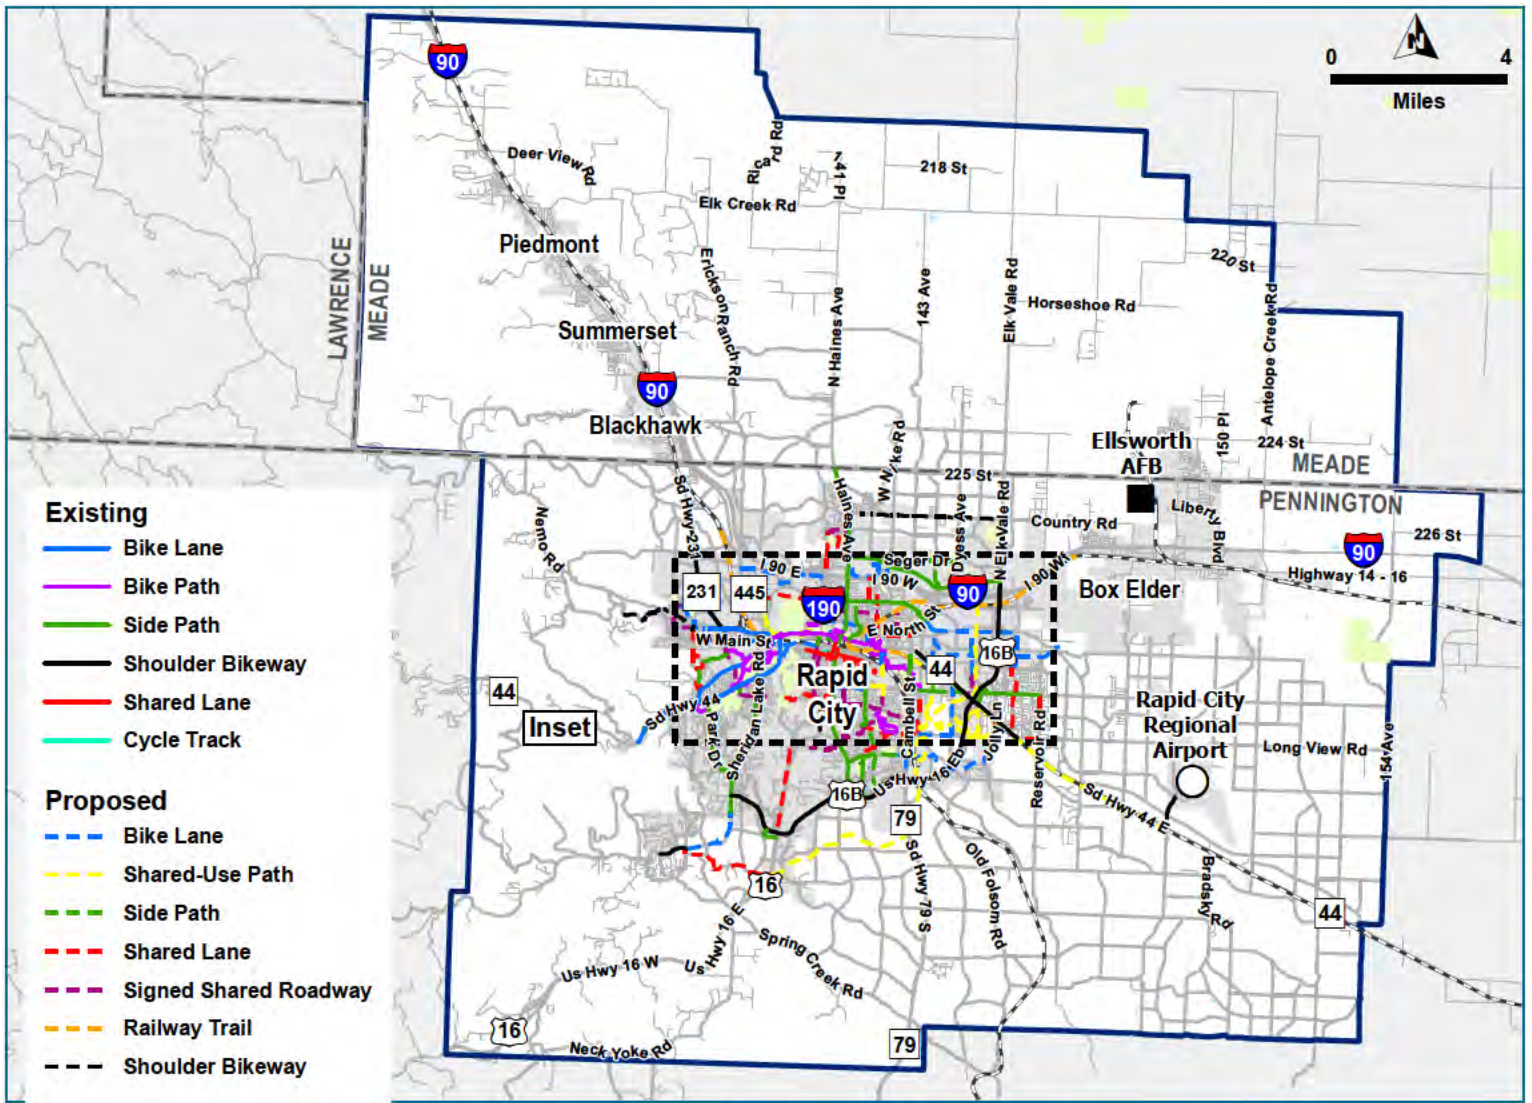 90
N
0
4
Miles
Deer View Rd
Ricard Rd
141 Pl
218 St
Elk Creek Rd
Piedmont
220 St
LAWRENCE
MEADE
Erickson Ranch Rd
N Haines Ave
143 Ave
Elk Vale Rd
Horseshoe Rd
Antelope Creek Rd
Summerset
90
Blackhawk
W Nike Rd
Ellsworth
AFB
150 Pl
224 St
MEADE
225 St
PENNINGTON
Sd Hwy 231
Haines Ave
Dyess Ave
N Elk Vale Rd
Country Rd
Liberty Blvd
226 St
90
Highway 14 - 16
Nemo Rd
Seger Dr
I 90 E
I 90 W
I 90 W
231
445
190
90
Box Elder
E North St
W Main St
16B
44
Rapid
City
44
Sd Hwy 44
Inset
Park Dr
Sheridan Lake Rd
Cambell St
Jolly Ln
Reservoir Rd
Rapid City
Regional
Airport
Long View Rd
154 Ave
Us Hwy 16 Eb
16B
79
Sd Hwy 44 E
Sd Hwy 79 S
Old Folsom Rd
Bradsky Rd
44
16
Us Hwy 16 E
Us Hwy 16 W
Spring Creek Rd
16
Neck Yoke Rd
79
Existing
Bike Lane
Bike Path
Side Path
Shoulder Bikeway
Shared Lane
Cycle Track
Proposed
Bike Lane
Shared-Use Path
Side Path
Shared Lane
Signed Shared Roadway
Railway Trail
Shoulder Bikeway